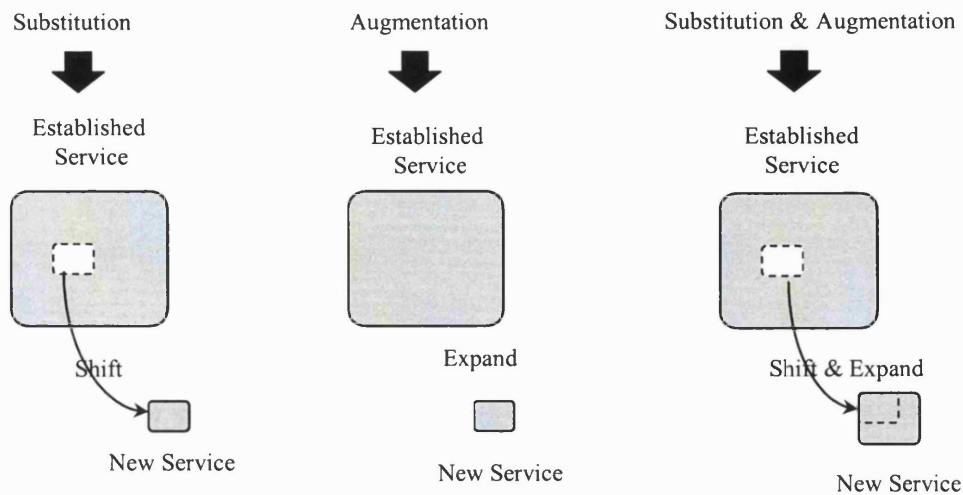 Substitution
Augmentation
Substitution & Augmentation
Established
Service
Established
Service
Established
Service
Shift
Expand
Shift & Expand
New Service
New Service
New Service